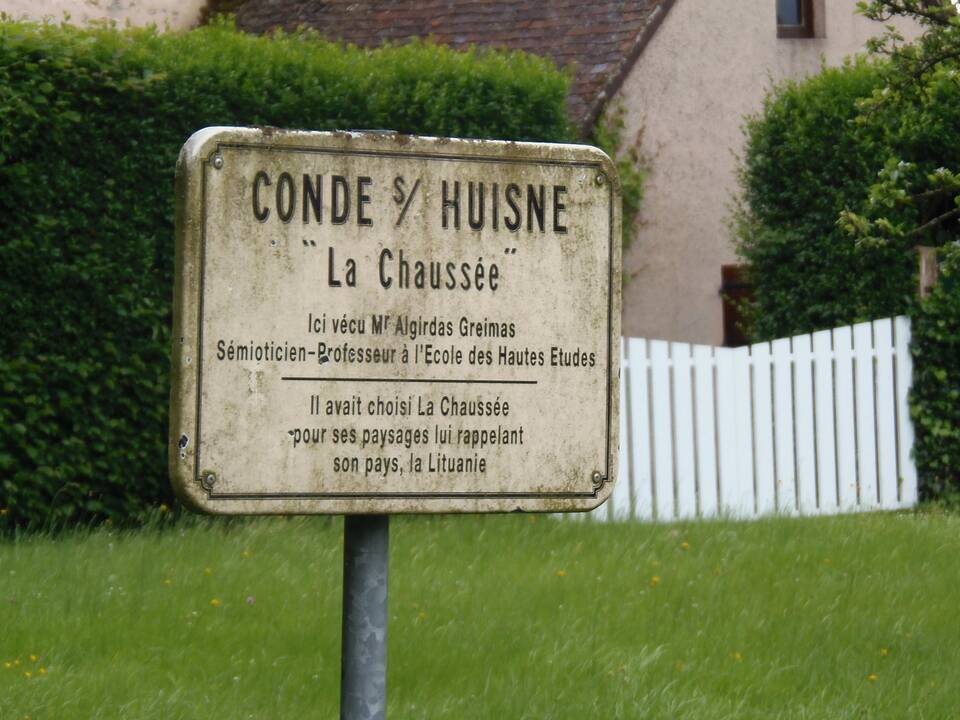 CONDE S/ HUISNE
"La Chaussée"
Ici vécu Mr Algirdas Greimas
Sémioticien-Professeur à l'Ecole des Hautes Etudes
Il avait choisi La Chaussée
pour ses paysages lui rappelant
son pays, la Lituanie